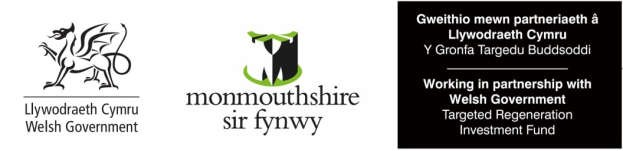 Llywodraeth Cymru
Welsh Government
monmouthshire
sir fynwy
Gweithio mewn partneriaeth â
Llywodraeth Cymru
Y Gronfa Targedu Buddsoddi
Working in partnership with
Welsh Government
Targeted Regeneration
Investment Fund